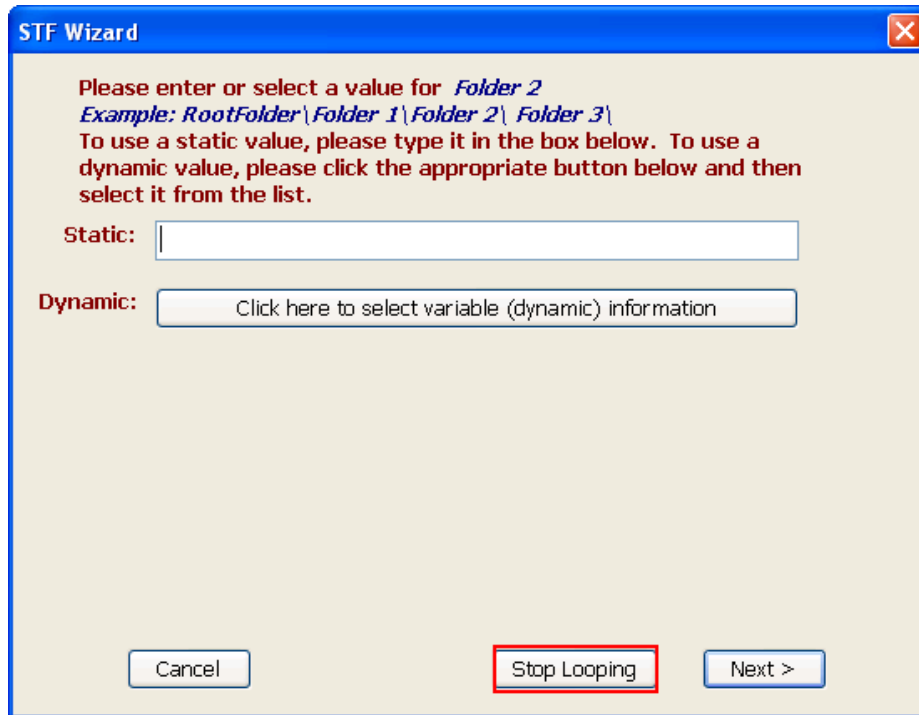 STF Wizard
Please enter or select a value for Folder 2
Example: RootFolder\Folder 1\Folder 2\ Folder 3\
To use a static value, please type it in the box below. To use a
dynamic value, please click the appropriate button below and then
select it from the list.
Static:
Dynamic: Click here to select variable (dynamic) information
Cancel Stop Looping Next >